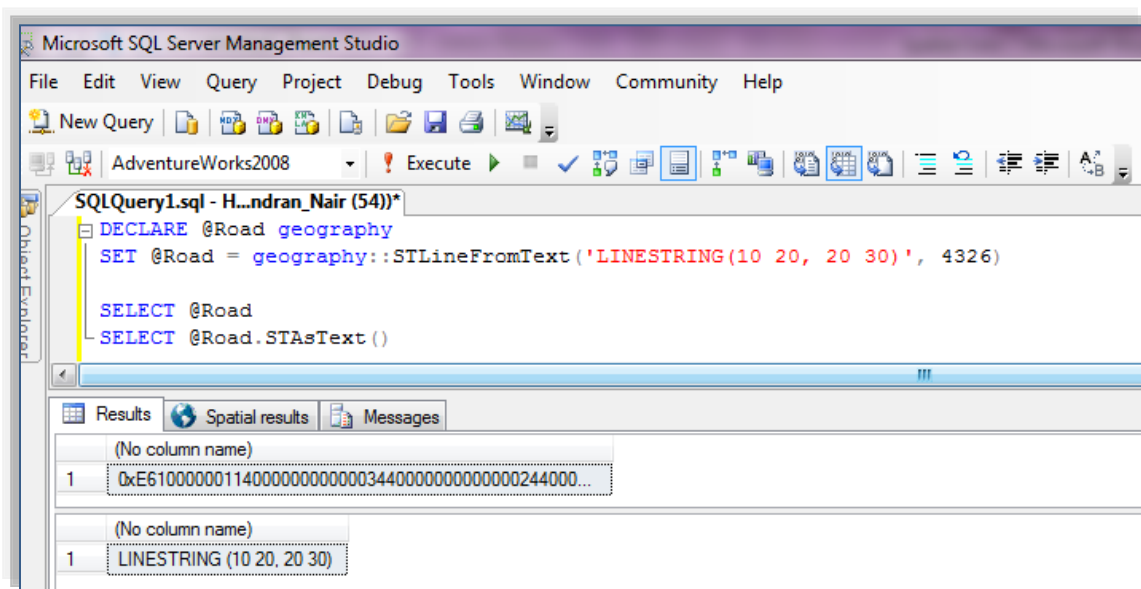 Microsoft SQL Server Management Studio
File Edit View Query Project Debug Tools Window Community Help
New Query
AdventureWorks2008 Execute
SQLQuery1.sql - H...ndran_Nair (54))*
Object Explorer
DECLARE @Road geography
SET @Road = geography::STLineFromText('LINESTRING(10 20, 20 30)', 4326)
SELECT @Road
SELECT @Road.STAsText()
Results Spatial results Messages
(No column name)
1 0xE6100000011400000000000034400000000000002440000...
(No column name)
1 LINESTRING (10 20, 20 30)